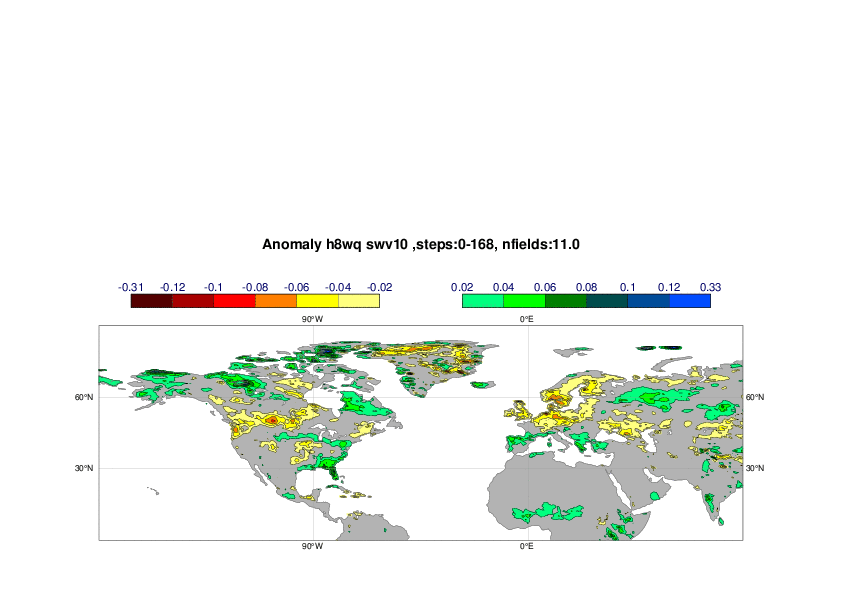 Anomaly h8wq swv10 ,steps:0-168, nfields:11.0
-0.31 -0.12 -0.1 -0.08 -0.06 -0.04 -0.02 0.02 0.04 0.06 0.08 0.1 0.12 0.33
90°W 0°E
60°N 60°N
30°N 30°N
90°W 0°E